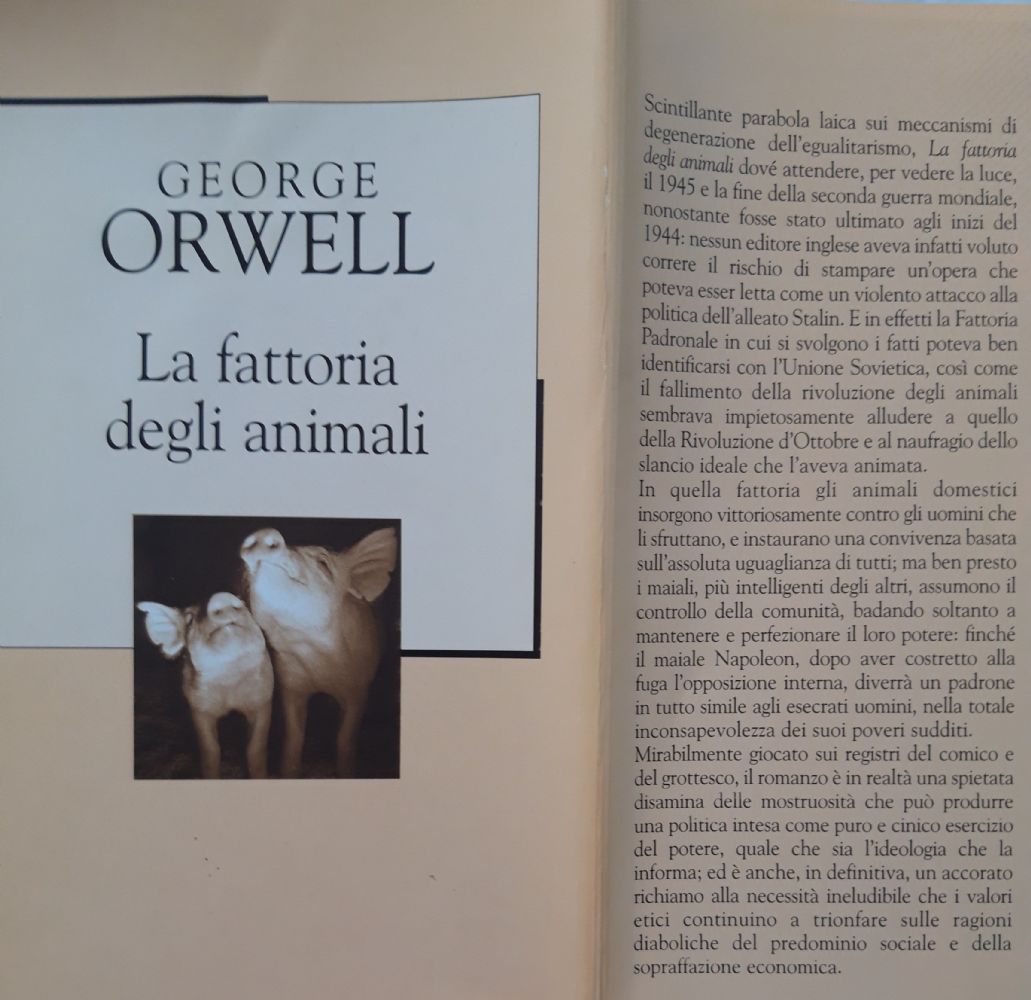 GEORGE
ORWELL
La fattoria
degli animali
Scintillante parabola laica sui meccanismi di
degenerazione dell'egualitarismo, La fattoria
degli animali dové attendere, per vedere la luce,
il 1945 e la fine della seconda guerra mondiale,
nonostante fosse stato ultimato agli inizi del
1944: nessun editore inglese aveva infatti voluto
correre il rischio di stampare un'opera che
poteva esser letta come un violento attacco alla
politica dell'alleato Stalin. E in effetti la Fattoria
Padronale in cui si svolgono i fatti poteva ben
identificarsi con l'Unione Sovietica, così come
il fallimento della rivoluzione degli animali
sembrava impietosamente alludere a quello
della Rivoluzione d'Ottobre e al naufragio dello
slancio ideale che l'aveva animata.
In quella fattoria gli animali domestici
insorgono vittoriosamente contro gli uomini che
li sfruttano, e instaurano una convivenza basata
sull'assoluta uguaglianza di tutti; ma ben presto
i maiali, più intelligenti degli altri, assumono il
controllo della comunità, badando soltanto a
mantenere e perfezionare il loro potere: finché
il maiale Napoleon, dopo aver costretto alla
fuga l'opposizione interna, diverrà un padrone
in tutto simile agli esecrati uomini, nella totale
inconsapevolezza dei suoi poveri sudditi.
Mirabilmente giocato sui registri del comico e
del grottesco, il romanzo è in realtà una spietata
disamina delle mostruosità che può produrre
una politica intesa come puro e cinico esercizio
del potere, quale che sia l'ideologia che la
informa; ed è anche, in definitiva, un accorato
richiamo alla necessità ineludibile che i valori
etici continuino a trionfare sulle ragioni
diaboliche del predominio sociale e della
sopraffazione economica.